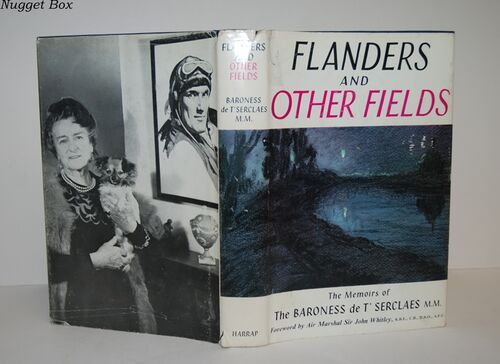 Nugget Box
FLANDERS
AND
OTHER
FIELDS
BARONESS
de T'SERCLAES
M.M.
HARRAP
FLANDERS
AND
OTHER FIELDS
The Memoirs of
The BARONESS de T' SERCLAES M.M.
Foreword by Air Marshal Sir John Whitley, K.B.E., C.B., D.S.O., A.F.C.